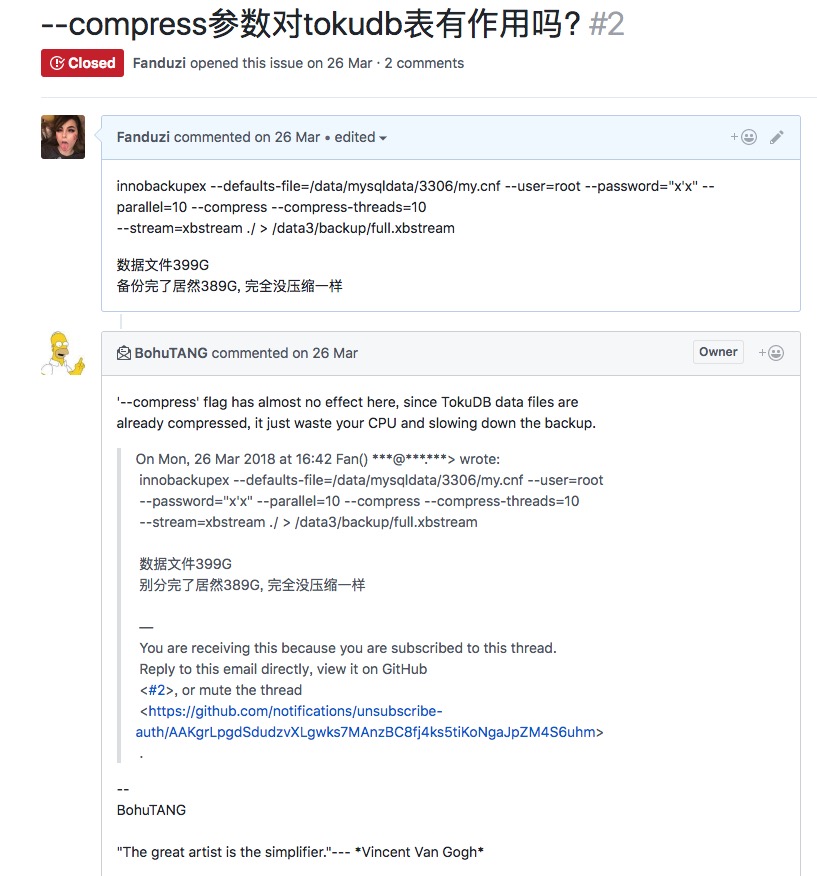 --compress参数对tokudb表有作用吗? #2
Closed Fanduzi opened this issue on 26 Mar · 2 comments
Fanduzi commented on 26 Mar • edited
innobackupex --defaults-file=/data/mysqldata/3306/my.cnf --user=root --password="x'x" --
parallel=10 --compress --compress-threads=10
--stream=xbstream ./ > /data3/backup/full.xbstream
数据文件399G
备份完了居然389G, 完全没压缩一样
BohuTANG commented on 26 Mar Owner
'--compress' flag has almost no effect here, since TokuDB data files are
already compressed, it just waste your CPU and slowing down the backup.
On Mon, 26 Mar 2018 at 16:42 Fan() ***@***.***> wrote:
innobackupex --defaults-file=/data/mysqldata/3306/my.cnf --user=root
--password="x'x" --parallel=10 --compress --compress-threads=10
--stream=xbstream ./ > /data3/backup/full.xbstream
数据文件399G
别分完了居然389G, 完全没压缩一样
—
You are receiving this because you are subscribed to this thread.
Reply to this email directly, view it on GitHub
<#2>, or mute the thread
<https://github.com/notifications/unsubscribe-
auth/AAKgrLpgdSdudzvXLgwks7MAnzBC8fj4ks5tiKoNgaJpZM4S6uhm>
.
--
BohuTANG
"The great artist is the simplifier."--- *Vincent Van Gogh*